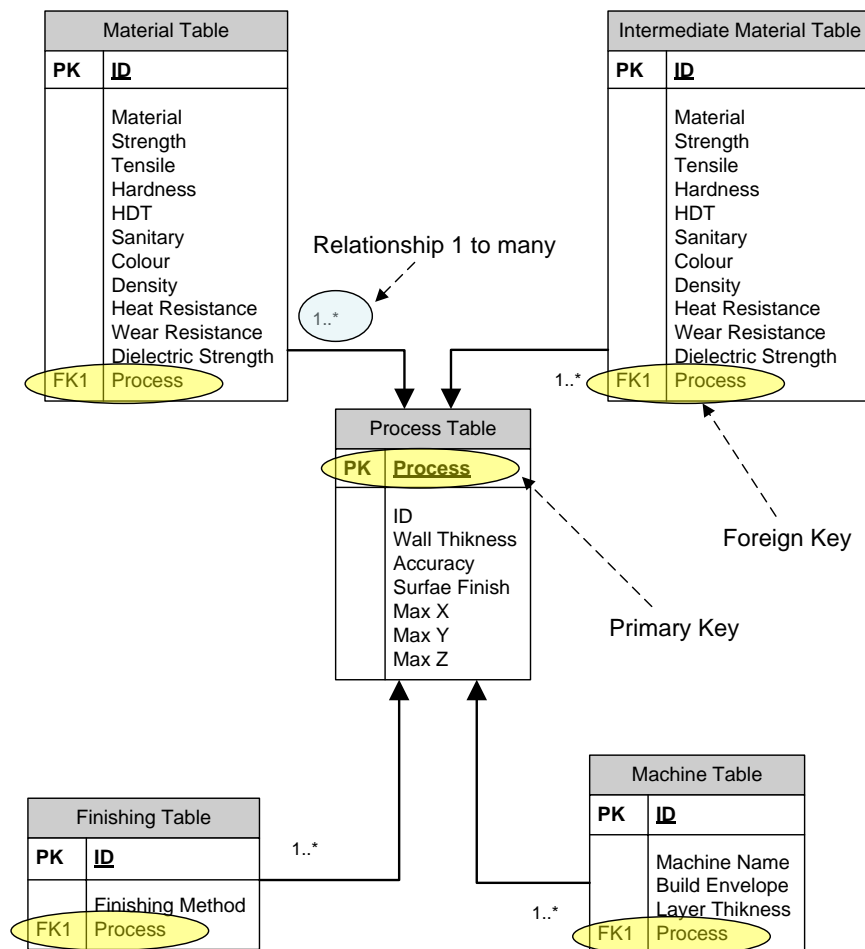 Material Table
PK ID
Material
Strength
Tensile
Hardness
HDT
Sanitary
Colour
Density
Heat Resistance
Wear Resistance
Dielectric Strength
FK1 Process
Intermediate Material Table
PK ID
Material
Strength
Tensile
Hardness
HDT
Sanitary
Colour
Density
Heat Resistance
Wear Resistance
Dielectric Strength
FK1 Process
Relationship 1 to many
1..*
1..*
Process Table
PK Process
ID
Wall Thikness
Accuracy
Surfae Finish
Max X
Max Y
Max Z
Foreign Key
Primary Key
Finishing Table
PK ID
Finishing Method
FK1 Process
1..*
Machine Table
PK ID
Machine Name
Build Envelope
Layer Thikness
FK1 Process
1..*